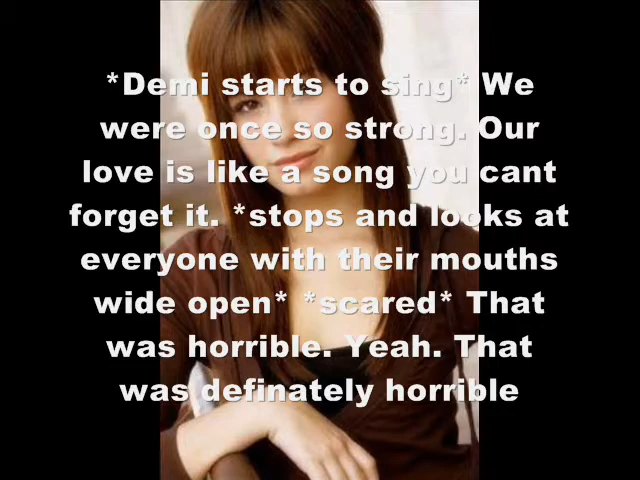 *Demi starts to sing* We
were once so strong. Our
love is like a song you cant
forget it. *stops and looks at
everyone with their mouths
wide open* *scared* That
was horrible. Yeah. That
was definately horrible